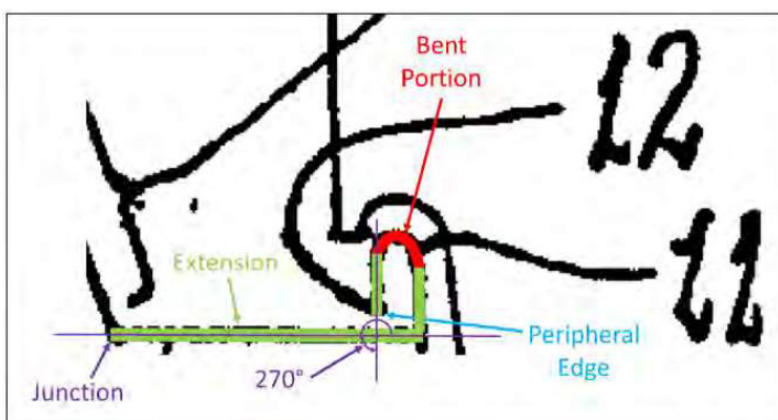 Bent
Portion
12
11
Extension
Peripheral
Edge
270°
Junction